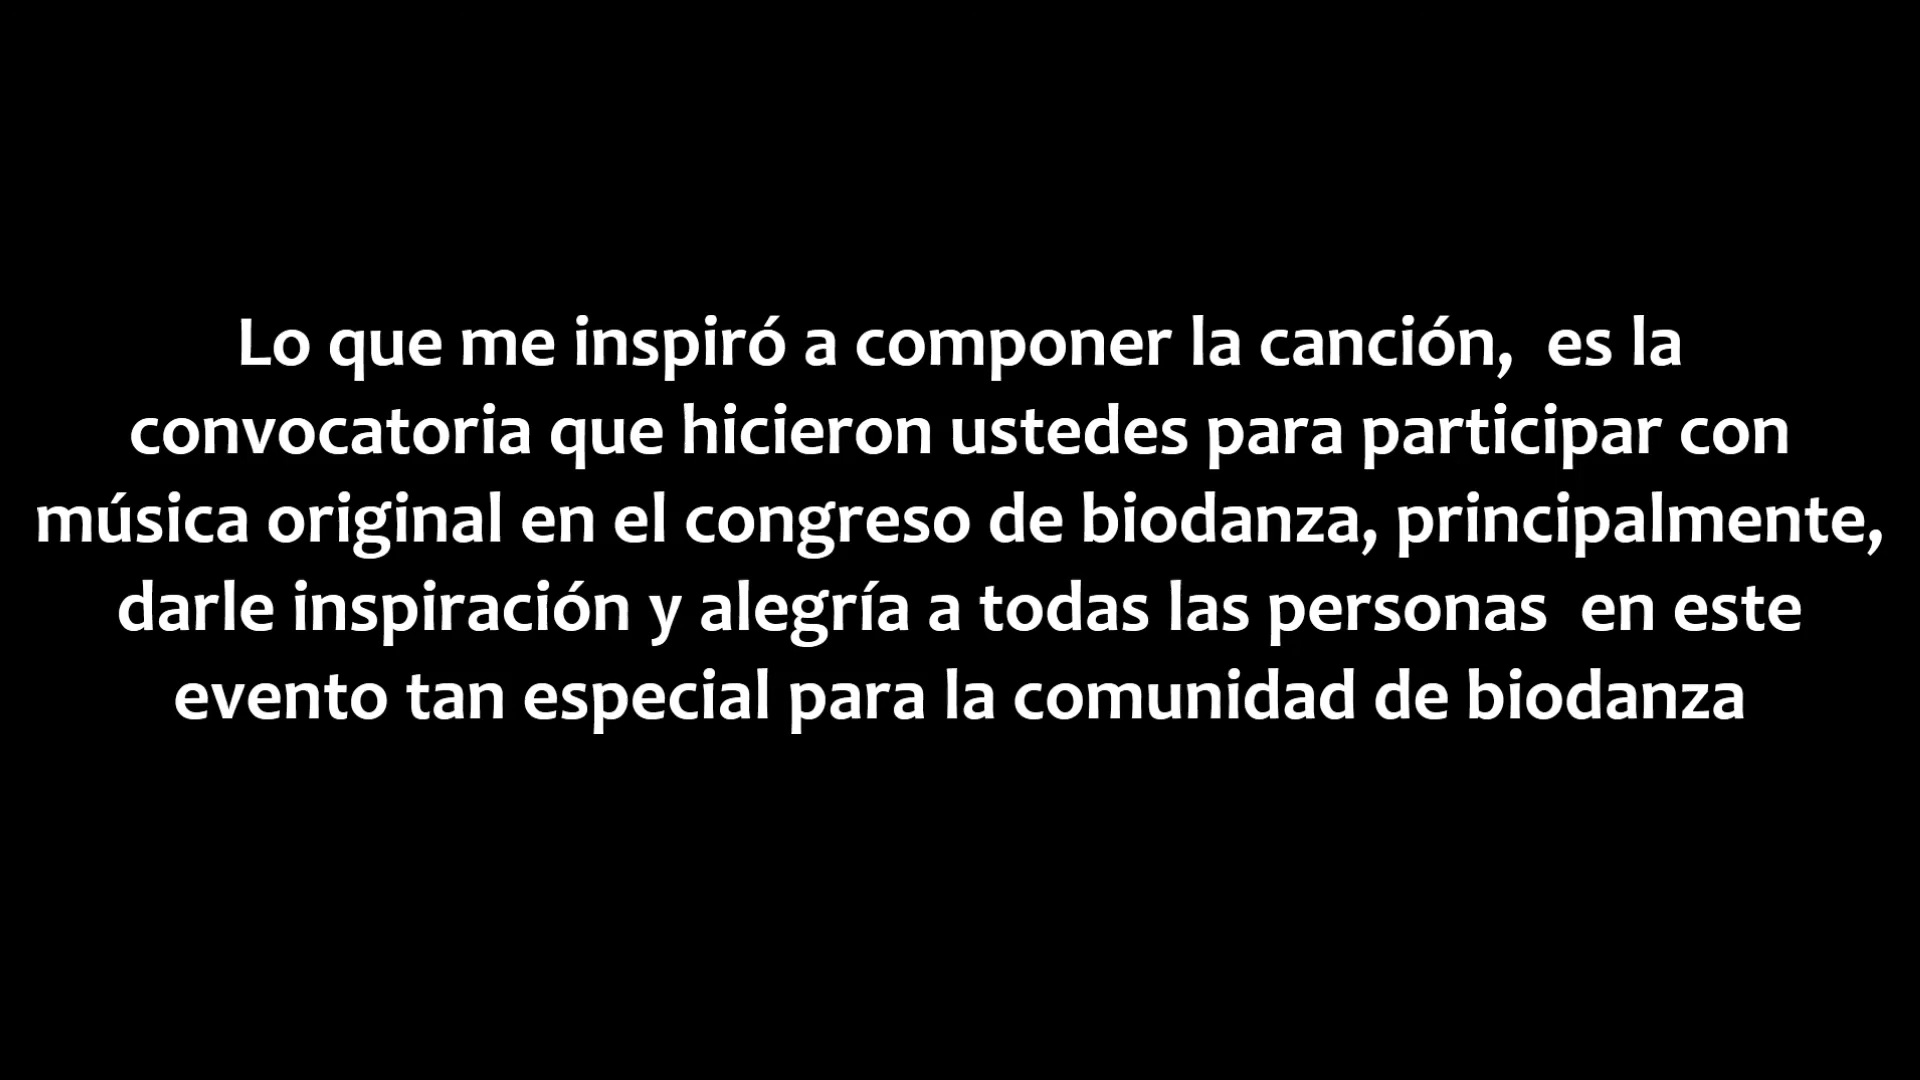 Lo que me inspiró a componer la canción,  es la
convocatoria que hicieron ustedes para participar con
música original en el congreso de biodanza, principalmente,
darle inspiración y alegría a todas las personas  en este
evento tan especial para la comunidad de biodanza